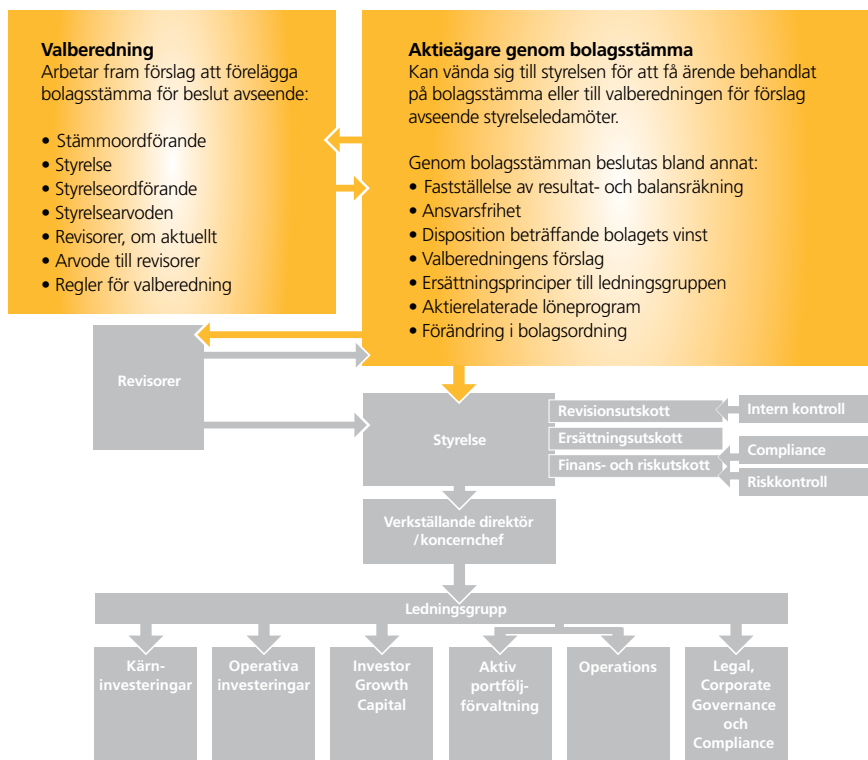 Valberedning
Arbetar fram förslag att förelägga
bolagsstämma för beslut avseende:
• Stämmoordförande
• Styrelse
• Styrelseordförande
• Styrelsearvoden
• Revisorer, om aktuellt
• Arvode till revisorer
• Regler för valberedning
Aktieägare genom bolagsstämma
Kan vända sig till styrelsen för att få ärende behandlat
på bolagsstämma eller till valberedningen för förslag
avseende styrelseledamöter.
Genom bolagsstämman beslutas bland annat:
• Fastställelse av resultat- och balansräkning
• Ansvarsfrihet
• Disposition beträffande bolagets vinst
• Valberedningens förslag
• Ersättningsprinciper till ledningsgruppen
• Aktierelaterade löneprogram
• Förändring i bolagsordning
Revisorer
Styrelse
Revisionsutskott
Ersättningsutskott
Finans- och riskutskott
Intern kontroll
Compliance
Riskkontroll
Verkställande direktör
/koncernchef
Ledningsgrupp
Kärn-
investeringar
Operativa
investeringar
Investor
Growth
Capital
Aktiv
portfölj-
förvaltning
Operations
Legal,
Corporate
Governance
och
Compliance